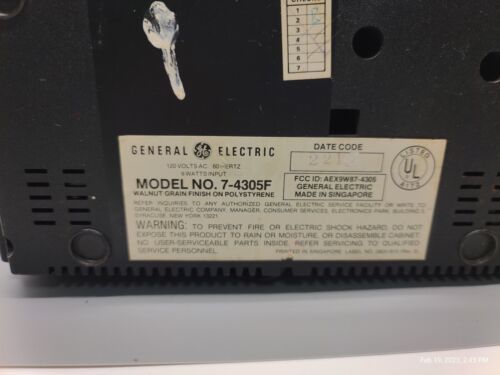 1
2
3
4
5
6
7
GENERAL GE ELECTRIC
120 VOLTS AC 60 HERTZ
WATTS INPUT
MODEL NO. 7-4305F
WALNUT GRAIN FINISH ON POLYSTYRENE
DATE CODE
FCC ID: AEX9W87-4305
GENERAL ELECTRIC
MADE IN SINGAPORE
LISTED
UL
REFER INQUIRIES TO ANY AUTHORIZED GENERAL ELECTRIC SERVICE FACILITY OR WRITE TO
GENERAL ELECTRIC COMPANY, MANAGER, CONSUMER SERVICES, ELECTRONICS PARK, BUILDING 5,
SYRACUSE, NEW YORK 13221
WARNING: TO PREVENT FIRE OR ELECTRIC SHOCK HAZARD, DO NOT
EXPOSE THIS PRODUCT TO RAIN OR MOISTURE, OR DISASSEMBLE CABINET.
NO USER-SERVICEABLE PARTS INSIDE. REFER SERVICING TO QUALIFIED
SERVICE PERSONNEL.
PRINTED IN SINGAPORE LABEL NO.
Feb 19, 2023, 2:45 PM